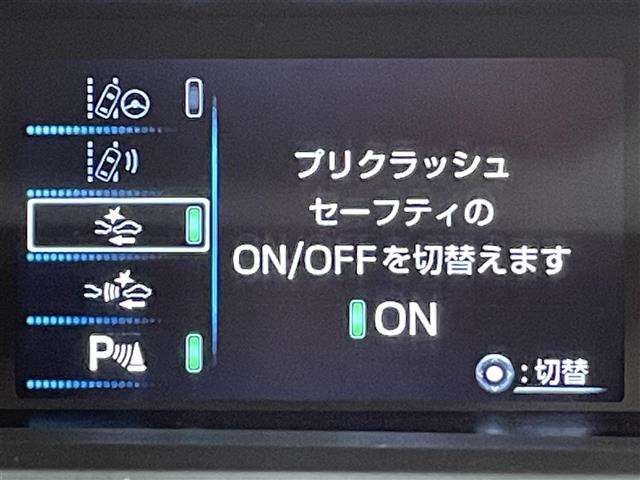 プリクラッシュ
セーフティの
ON/OFFを切替えます
ON
P
:切替